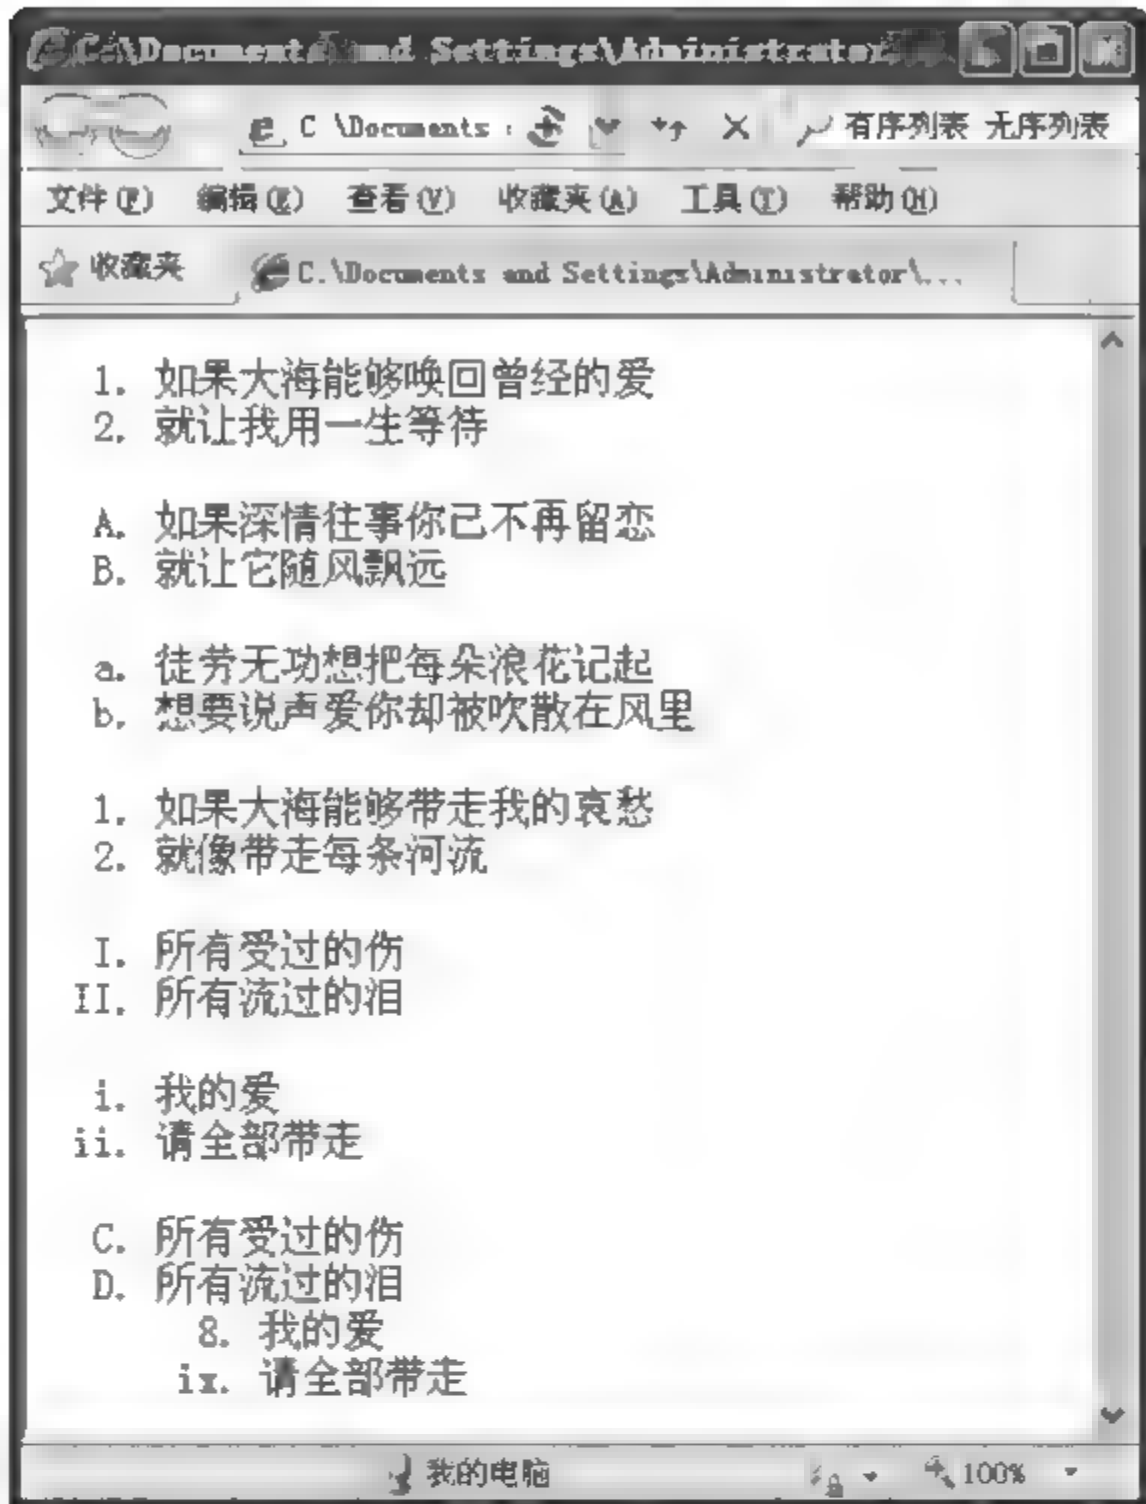 C:\Documents and Settings\Administrator
C \Documents 有序列表 无序列表
文件(F) 编辑(E) 查看(V) 收藏夹(A) 工具(T) 帮助(H)
收藏夹 C:\Documents and Settings\Administrator\...
1. 如果大海能够唤回曾经的爱
2. 就让我用一生等待
A. 如果深情往事你已不再留恋
B. 就让它随风飘远
a. 徒劳无功想把每朵浪花记起
b. 想要说声爱你却被吹散在风里
1. 如果大海能够带走我的哀愁
2. 就像带走每条河流
I. 所有受过的伤
II. 所有流过的泪
i. 我的爱
ii. 请全部带走
C. 所有受过的伤
D. 所有流过的泪
8. 我的爱
ix. 请全部带走
我的电脑 100%